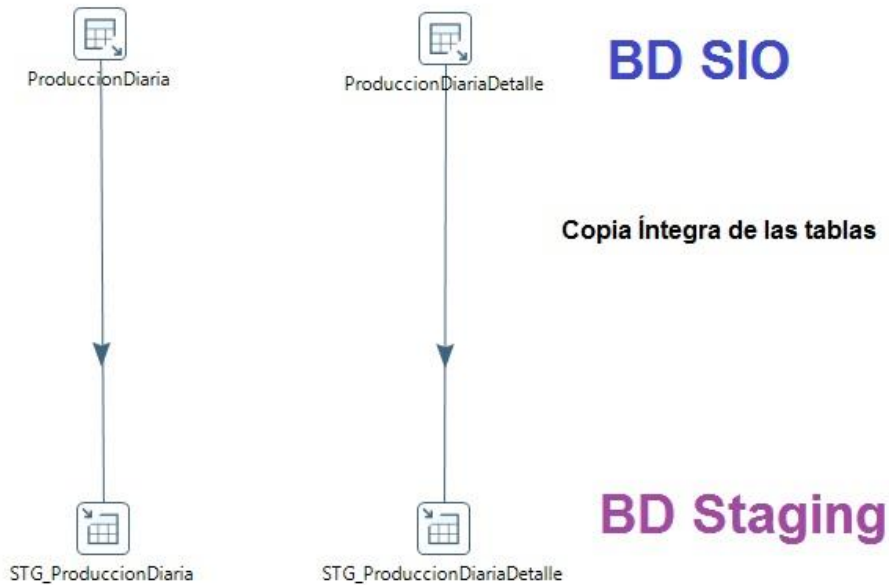 ProduccionDiaria
ProduccionDiariaDetalle
BD SIO
Copia Íntegra de las tablas
BD Staging
STG_ProduccionDiaria
STG_ProduccionDiariaDetalle